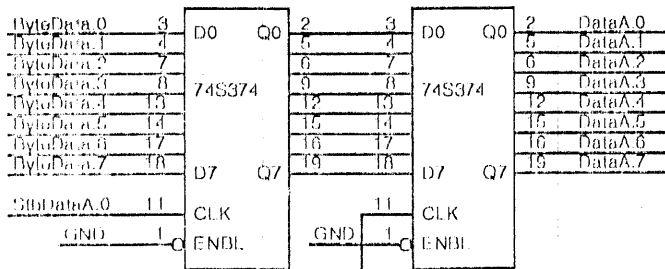 ByteData.0 3 D0 Q0 2 3 D0 Q0 2 DataA.0
ByteData.1 4 5 4 5 DataA.1
ByteData.2 7 6 7 6 DataA.2
ByteData.3 8 74S374 9 8 74S374 9 DataA.3
ByteData.4 13 12 13 12 DataA.4
ByteData.5 14 15 14 15 DataA.5
ByteData.6 17 16 17 16 DataA.6
ByteData.7 18 D7 Q7 19 18 D7 Q7 19 DataA.7
StbDataA.0 11 CLK 11 CLK
GND 1 ENBL GND 1 ENBL